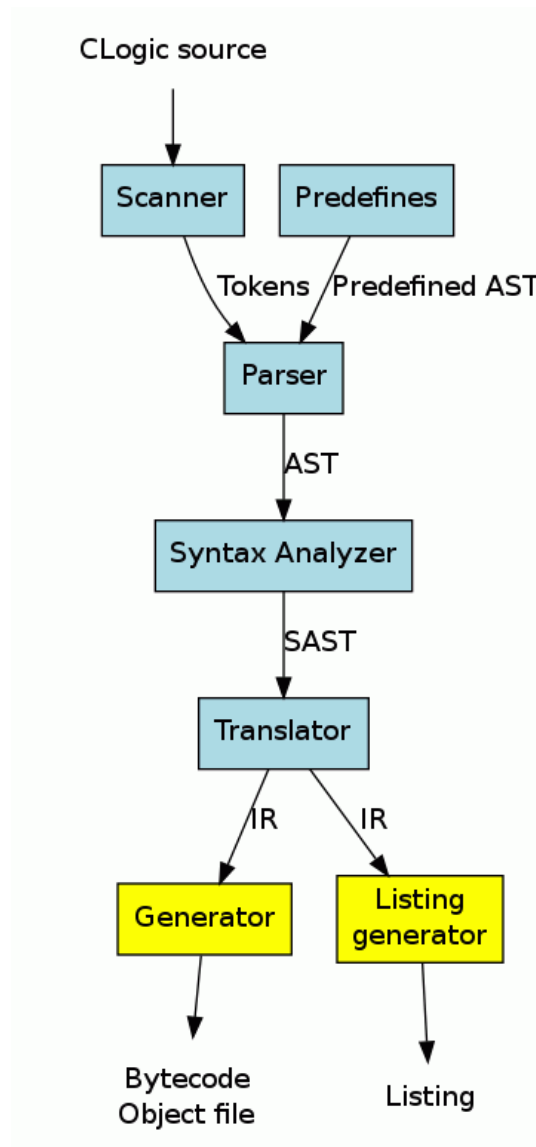 CLogic source
Scanner
Predefines
Tokens
Predefined AST
Parser
AST
Syntax Analyzer
SAST
Translator
IR
IR
Generator
Listing
generator
Bytecode
Object file
Listing